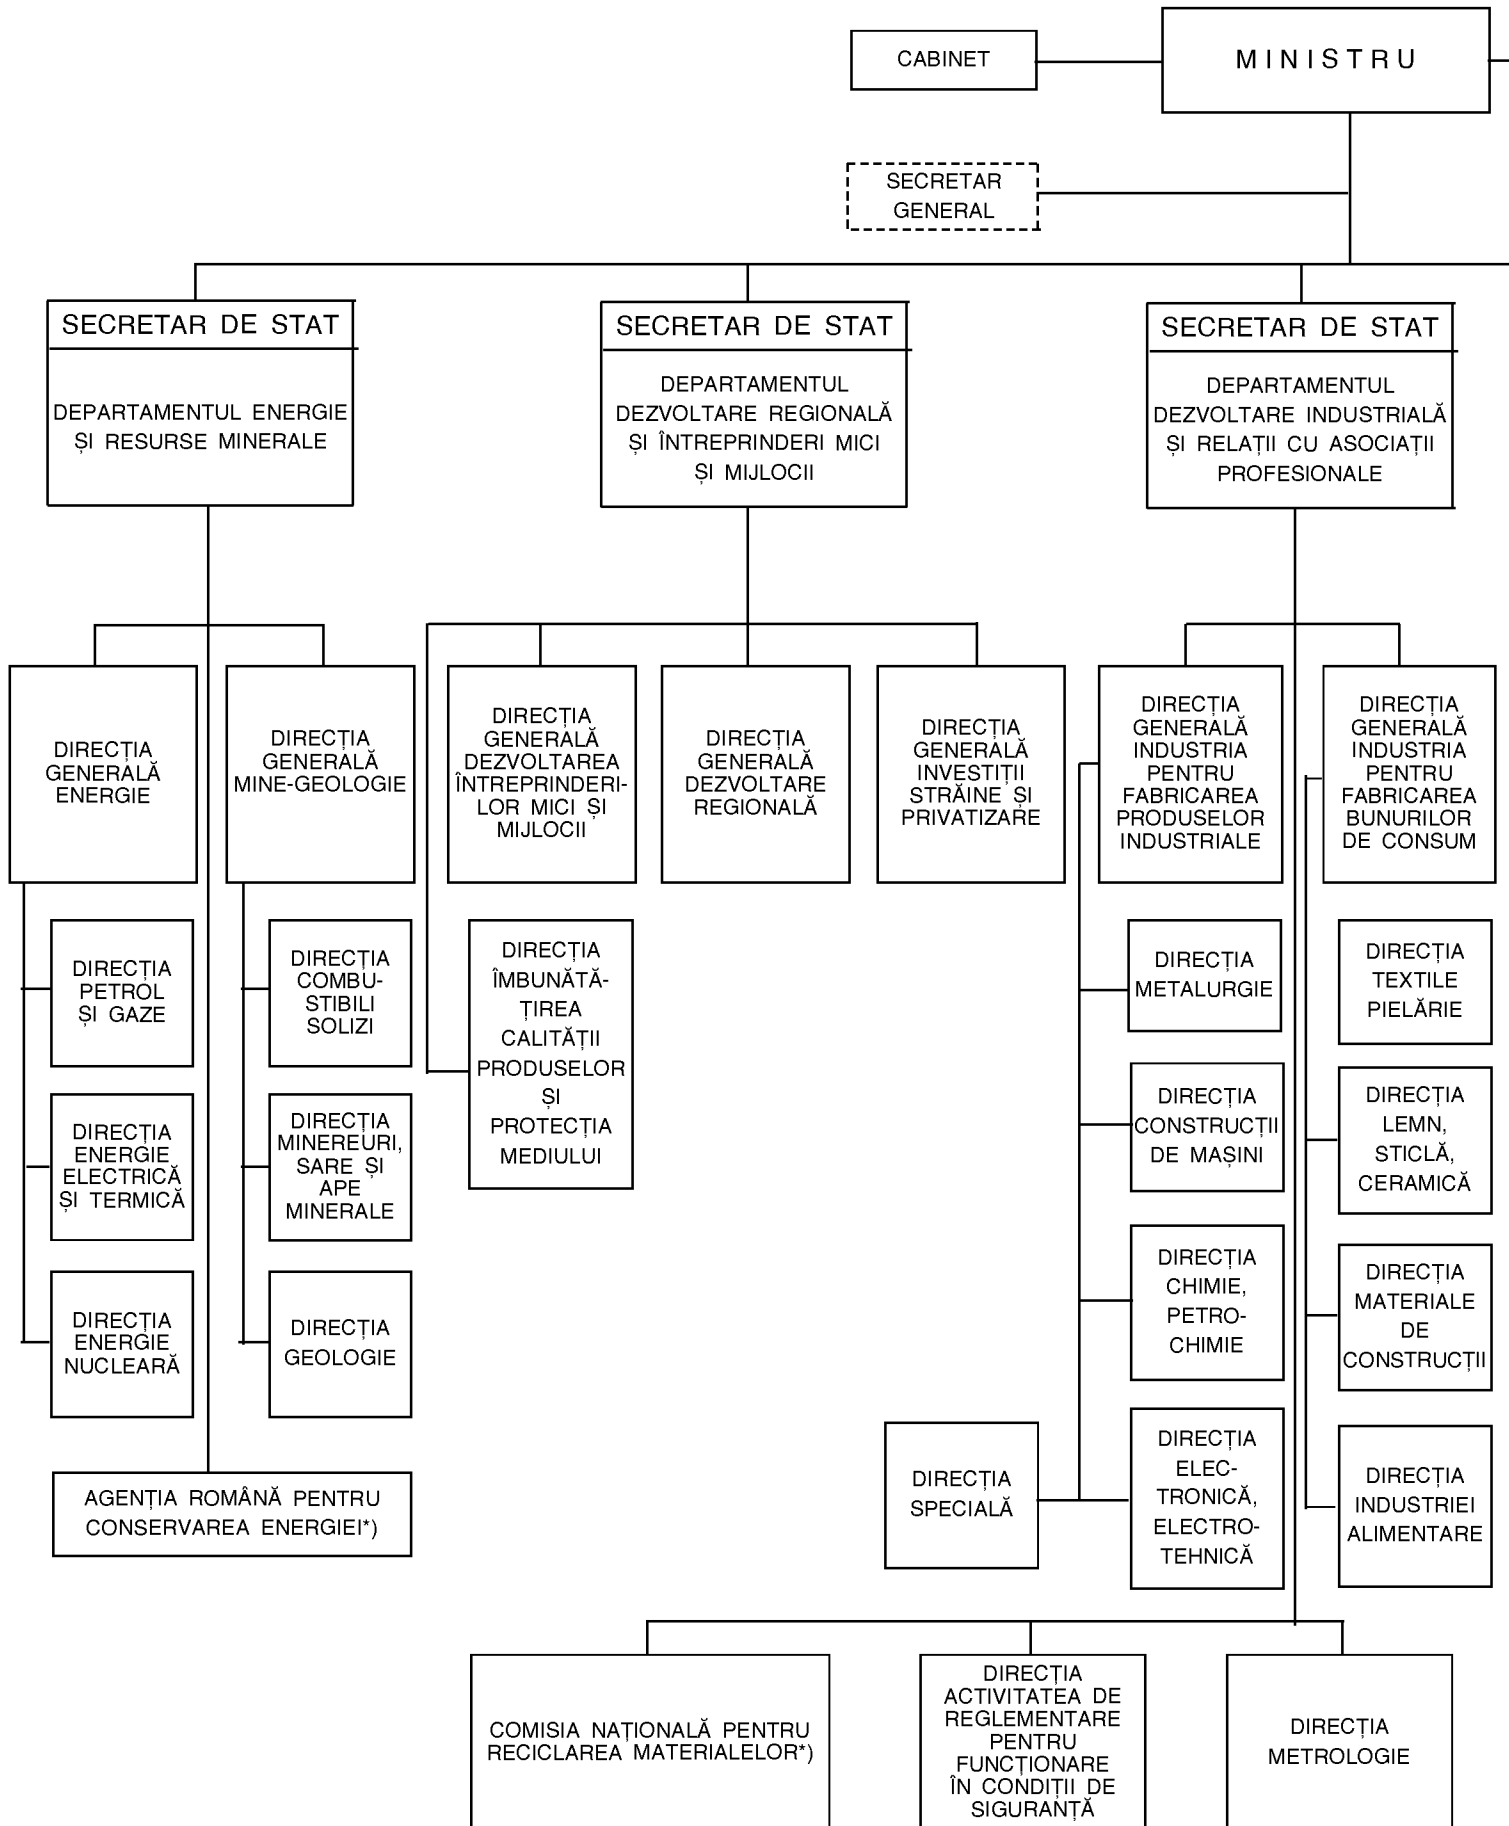 CABINET
MINISTRU
SECRETAR
GENERAL
SECRETAR DE STAT
DEPARTAMENTUL ENERGIE
ȘI RESURSE MINERALE
SECRETAR DE STAT
DEPARTAMENTUL
DEZVOLTARE REGIONALĂ
ȘI ÎNTREPRINDERI MICI
ȘI MIJLOCII
SECRETAR DE STAT
DEPARTAMENTUL
DEZVOLTARE INDUSTRIALĂ
ȘI RELAȚII CU ASOCIAȚII
PROFESIONALE
DIRECȚIA
GENERALĂ
ENERGIE
DIRECȚIA
GENERALĂ
MINE-GEOLOGIE
DIRECȚIA
GENERALĂ
DEZVOLTAREA
ÎNTREPRINDERI-
LOR MICI ȘI
MIJLOCII
DIRECȚIA
GENERALĂ
DEZVOLTARE
REGIONALĂ
DIRECȚIA
GENERALĂ
INVESTIȚII
STRĂINE ȘI
PRIVATIZARE
DIRECȚIA
GENERALĂ
INDUSTRIA
PENTRU
FABRICAREA
PRODUSELOR
INDUSTRIALE
DIRECȚIA
GENERALĂ
INDUSTRIA
PENTRU
FABRICAREA
BUNURILOR
DE CONSUM
DIRECȚIA
PETROL
ȘI GAZE
DIRECȚIA
COMBU-
STIBILI
SOLIZI
DIRECȚIA
ÎMBUNĂTĂ-
ȚIREA
CALITĂȚII
PRODUSELOR
ȘI
PROTECȚIA
MEDIULUI
DIRECȚIA
METALURGIE
DIRECȚIA
TEXTILE
PIELĂRIE
DIRECȚIA
ENERGIE
ELECTRICĂ
ȘI TERMICĂ
DIRECȚIA
MINEREURI,
SARE ȘI
APE
MINERALE
DIRECȚIA
CONSTRUCȚII
DE MAȘINI
DIRECȚIA
LEMN,
STICLĂ,
CERAMICĂ
DIRECȚIA
ENERGIE
NUCLEARĂ
DIRECȚIA
GEOLOGIE
DIRECȚIA
CHIMIE,
PETRO-
CHIMIE
DIRECȚIA
MATERIALE
DE
CONSTRUCȚII
AGENȚIA ROMÂNĂ PENTRU
CONSERVAREA ENERGIEI*)
DIRECȚIA
SPECIALĂ
DIRECȚIA
ELEC-
TRONICĂ,
ELECTRO-
TEHNICĂ
DIRECȚIA
INDUSTRIEI
ALIMENTARE
COMISIA NAȚIONALĂ PENTRU
RECICLAREA MATERIALELOR*)
DIRECȚIA
ACTIVITATEA DE
REGLEMENTARE
PENTRU
FUNCȚIONARE
ÎN CONDIȚII DE
SIGURANȚĂ
DIRECȚIA
METROLOGIE